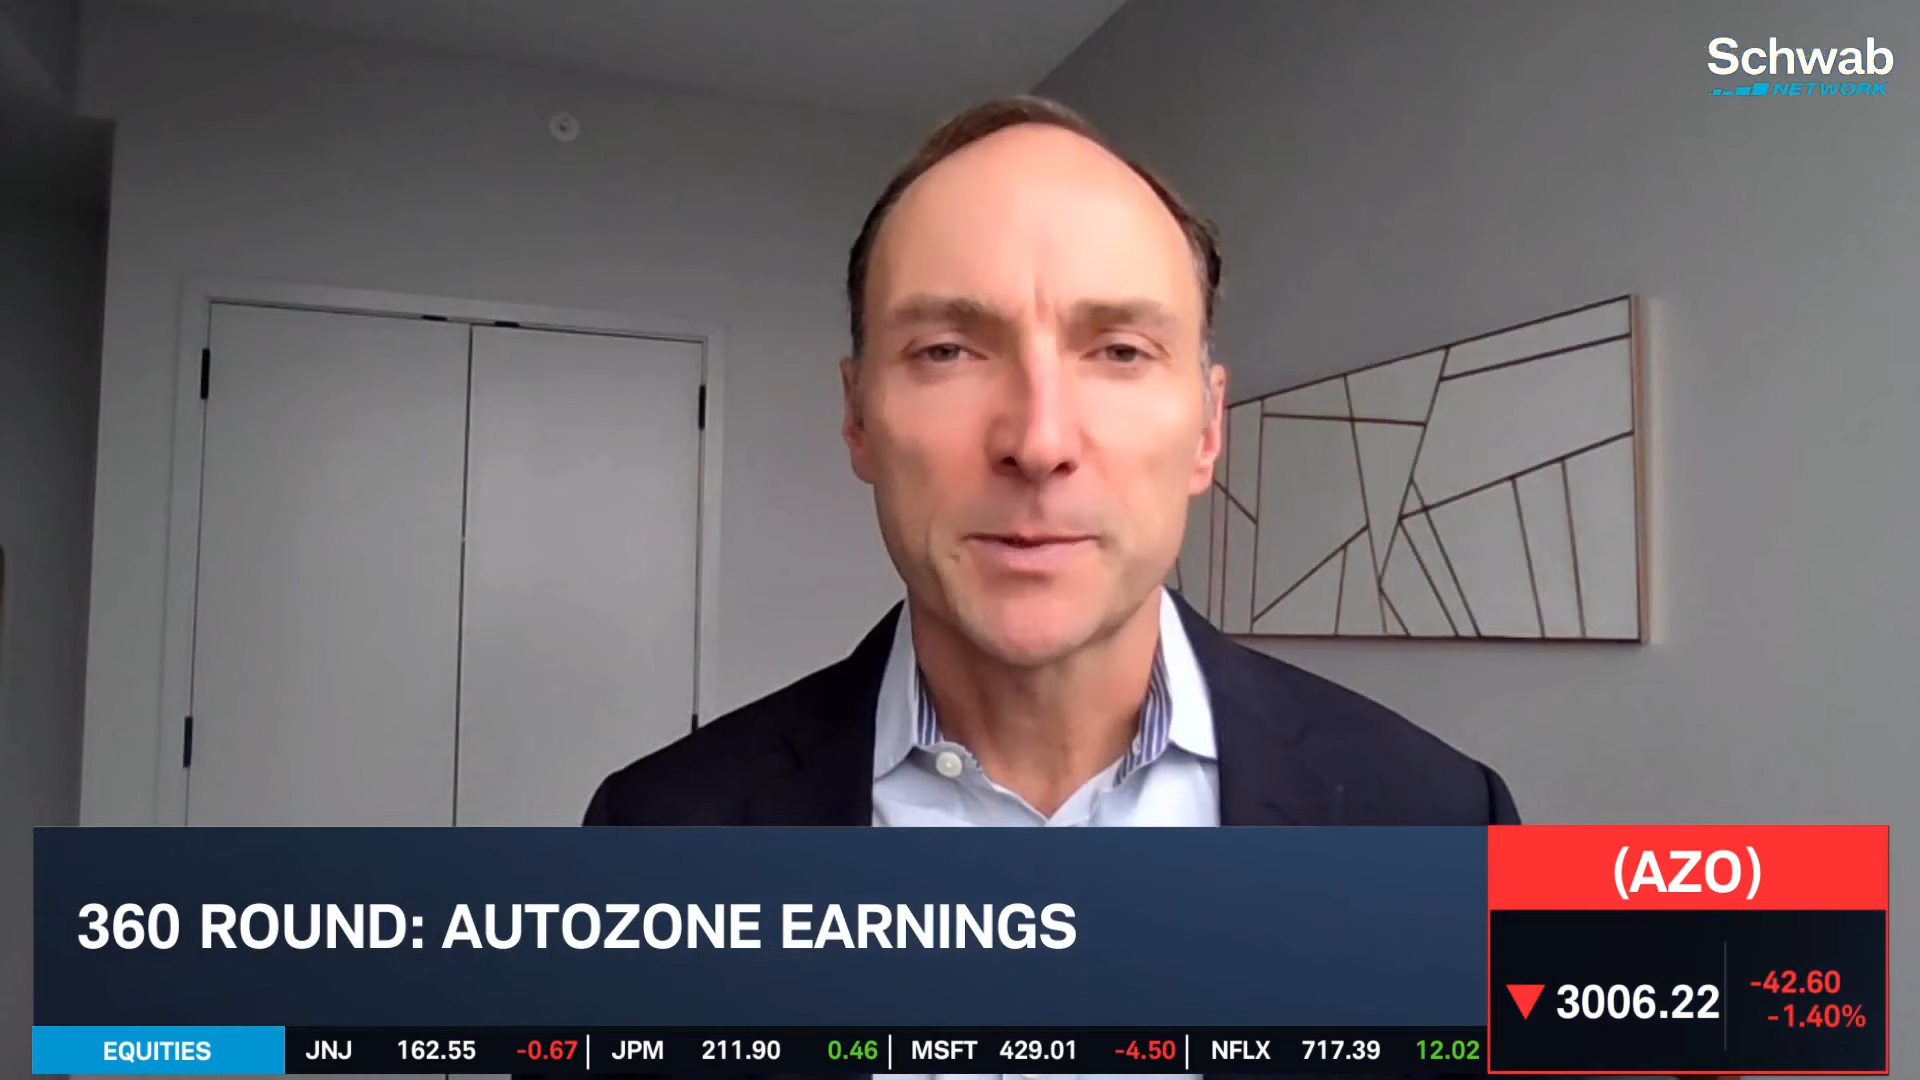 Schwab
NETWORK
360 ROUND: AUTOZONE EARNINGS
(AZO)
▼ 3006.22
-42.60
-1.40%
EQUITIES JNJ 162.55 -0.67 JPM 211.90 0.46 MSFT 429.01 -4.50 NFLX 717.39 12.02